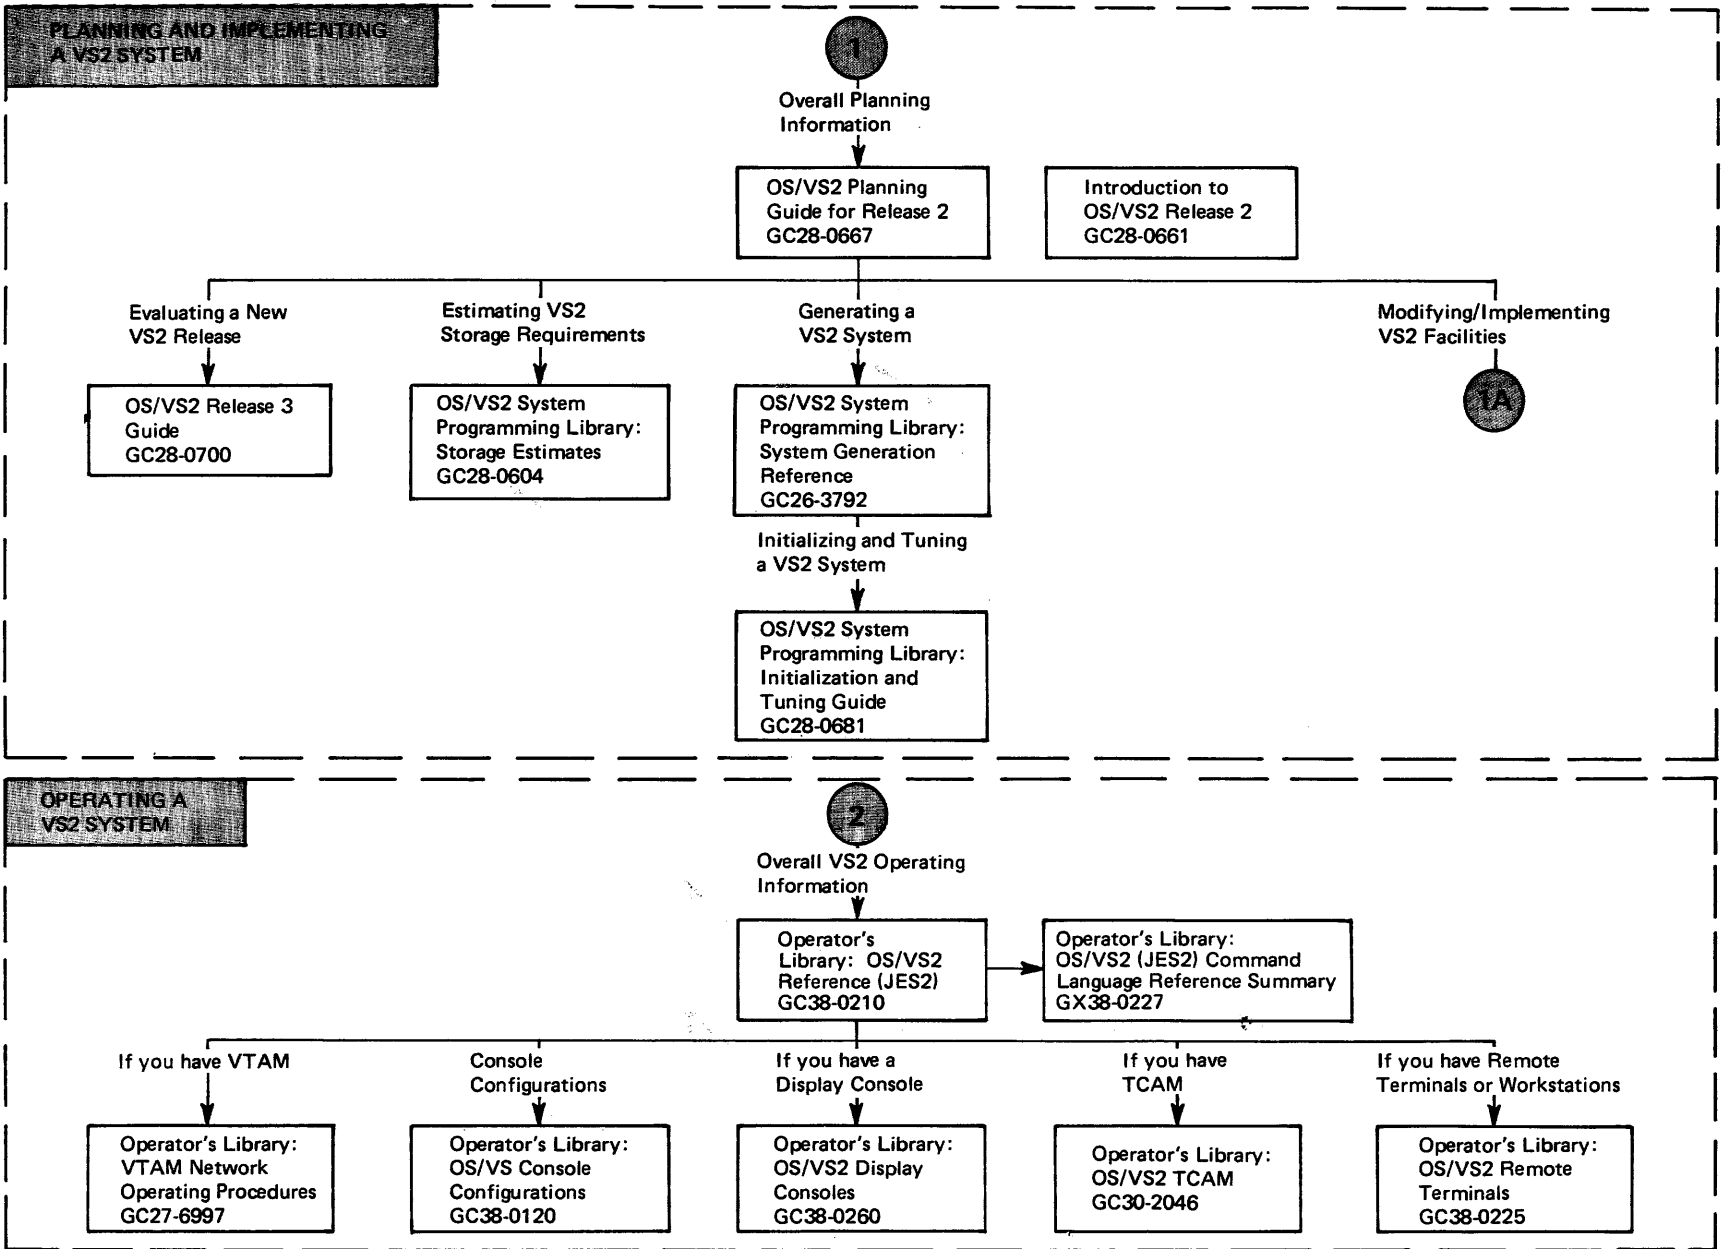 PLANNING AND IMPLEMENTING
A VS2 SYSTEM
1
Overall Planning
Information
OS/VS2 Planning
Guide for Release 2
GC28-0667
Introduction to
OS/VS2 Release 2
GC28-0661
Evaluating a New
VS2 Release
Estimating VS2
Storage Requirements
Generating a
VS2 System
Modifying/Implementing
VS2 Facilities
OS/VS2 Release 3
Guide
GC28-0700
OS/VS2 System
Programming Library:
Storage Estimates
GC28-0604
OS/VS2 System
Programming Library:
System Generation
Reference
GC26-3792
1A
Initializing and Tuning
a VS2 System
OS/VS2 System
Programming Library:
Initialization and
Tuning Guide
GC28-0681
OPERATING A
VS2 SYSTEM
2
Overall VS2 Operating
Information
Operator's
Library: OS/VS2
Reference (JES2)
GC38-0210
Operator's Library:
OS/VS2 (JES2) Command
Language Reference Summary
GX38-0227
If you have VTAM
Console
Configurations
If you have a
Display Console
If you have
TCAM
If you have Remote
Terminals or Workstations
Operator's Library:
VTAM Network
Operating Procedures
GC27-6997
Operator's Library:
OS/VS Console
Configurations
GC38-0120
Operator's Library:
OS/VS2 Display
Consoles
GC38-0260
Operator's Library:
OS/VS2 TCAM
GC30-2046
Operator's Library:
OS/VS2 Remote
Terminals
GC38-0225